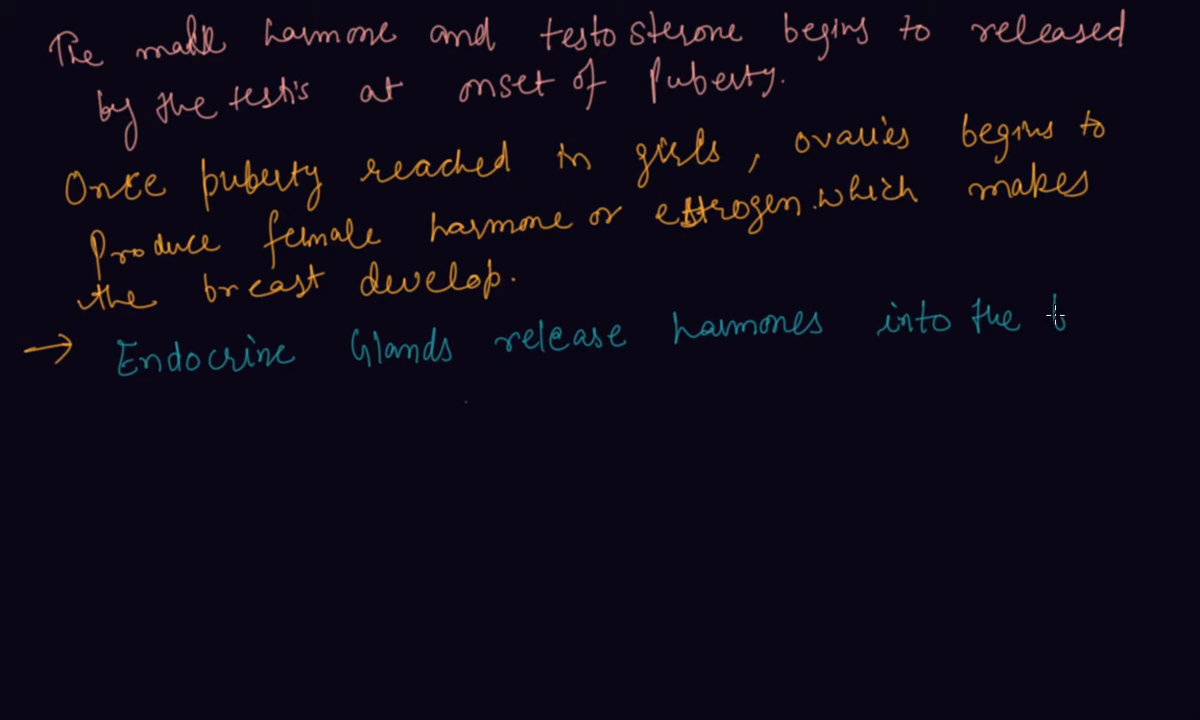 The male harmone and testosterone begins to released
by the testis at onset of Puberty.
Once puberty reached in girls, ovaries begins to
Produce female harmone or estrogen.which makes
the breast develop.
→ Endocrine Glands release harmones into the b